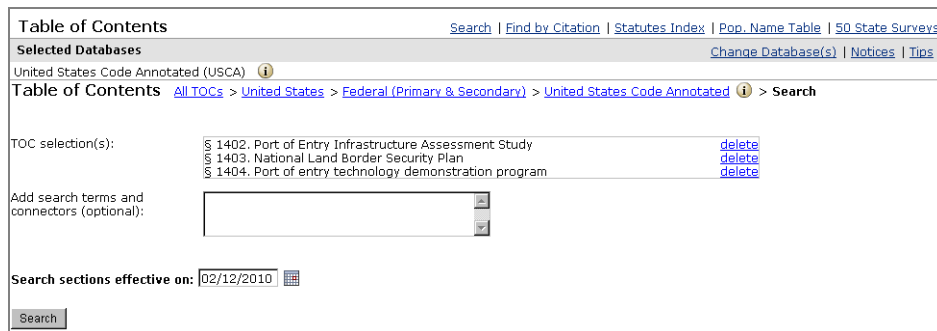 Table of Contents Search | Find by Citation | Statutes Index | Pop. Name Table | 50 State Surveys
Selected Databases Change Database(s) | Notices | Tips
United States Code Annotated (USCA) i
Table of Contents All TOCs > United States > Federal (Primary & Secondary) > United States Code Annotated i > Search
TOC selection(s): § 1402. Port of Entry Infrastructure Assessment Study delete
§ 1403. National Land Border Security Plan delete
§ 1404. Port of entry technology demonstration program delete
Add search terms and
connectors (optional):
Search sections effective on: 02/12/2010
Search